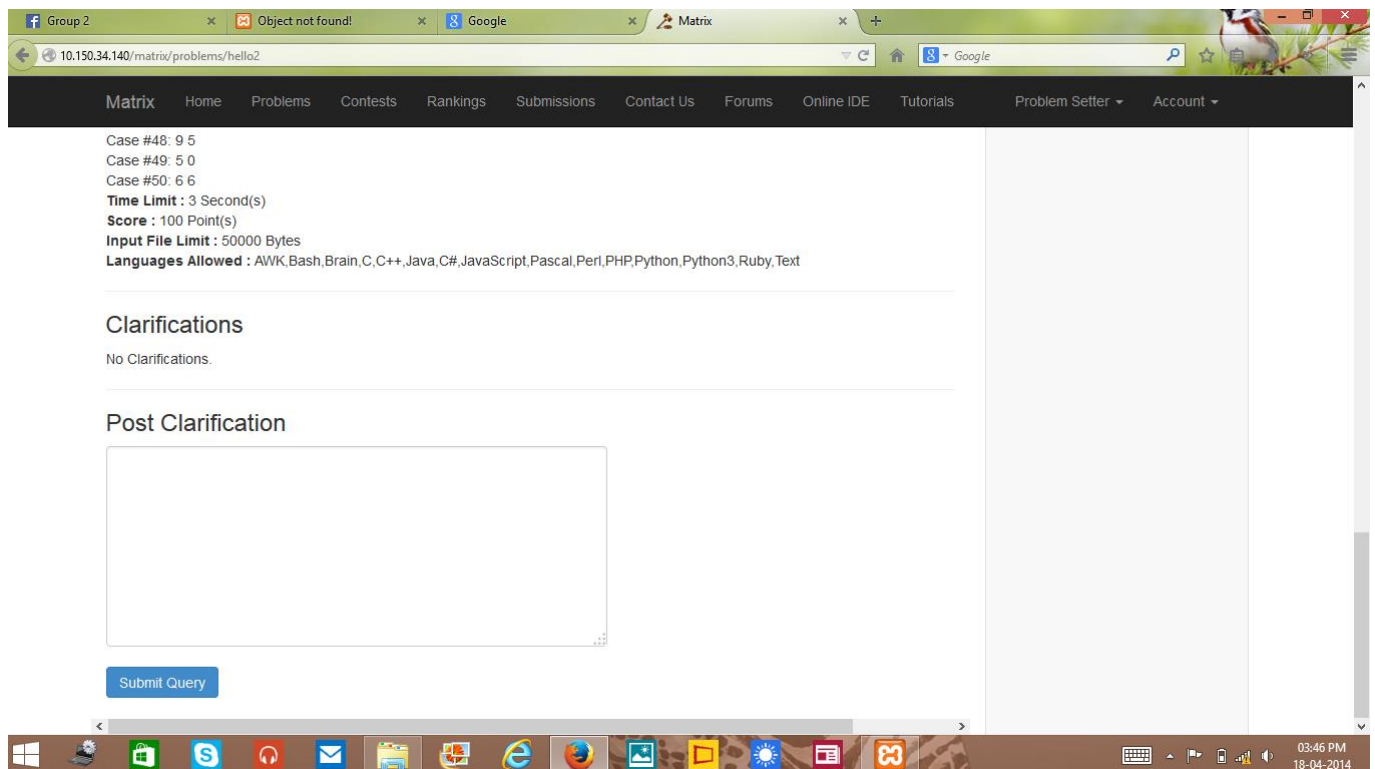 Group 2
Object not found!
Google
Matrix
10.150.34.140/matrix/problems/hello2
Google
Matrix Home Problems Contests Rankings Submissions Contact Us Forums Online IDE Tutorials Problem Setter Account
Case #48: 9 5
Case #49: 5 0
Case #50: 6 6
Time Limit : 3 Second(s)
Score : 100 Point(s)
Input File Limit : 50000 Bytes
Languages Allowed : AWK,Bash,Brain,C,C++,Java,C#,JavaScript,Pascal,Perl,PHP,Python,Python3,Ruby,Text
Clarifications
No Clarifications.
Post Clarification
Submit Query
03:46 PM
18-04-2014